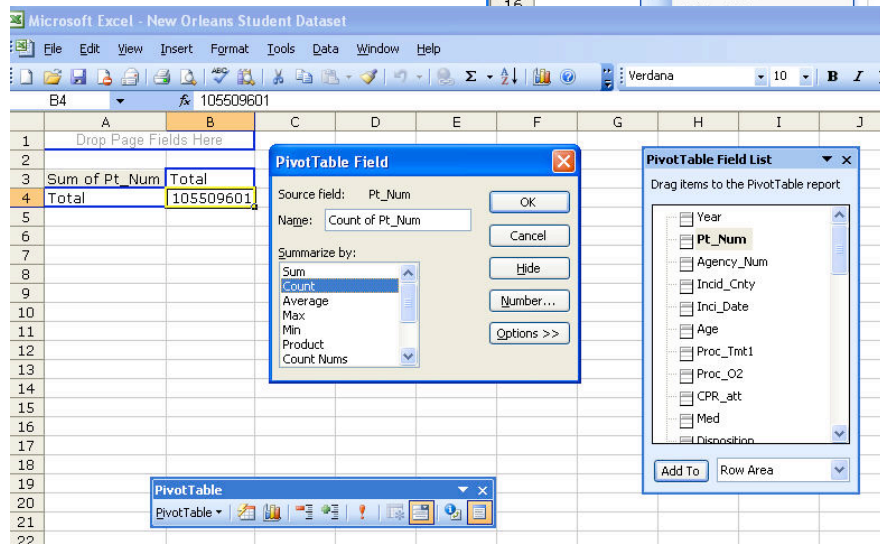 16
Microsoft Excel - New Orleans Student Dataset
File Edit View Insert Format Tools Data Window Help
Verdana 10 B I
B4 fx 105509601
A B C D E F G H I J
1 Drop Page Fields Here
2
3 Sum of Pt_Num Total
4 Total 105509601
5
6
7
8
9
10
11
12
13
14
15
16
17
18
19
20
21
22
PivotTable Field
Source field: Pt_Num
Name: Count of Pt_Num
Summarize by:
Sum
Count
Average
Max
Min
Product
Count Nums
OK
Cancel
Hide
Number...
Options >>
PivotTable Field List
Drag items to the PivotTable report
Year
Pt_Num
Agency_Num
Incid_Cnty
Inci_Date
Age
Proc_Tmt1
Proc_O2
CPR_att
Med
Disposition
Add To Row Area
PivotTable
PivotTable